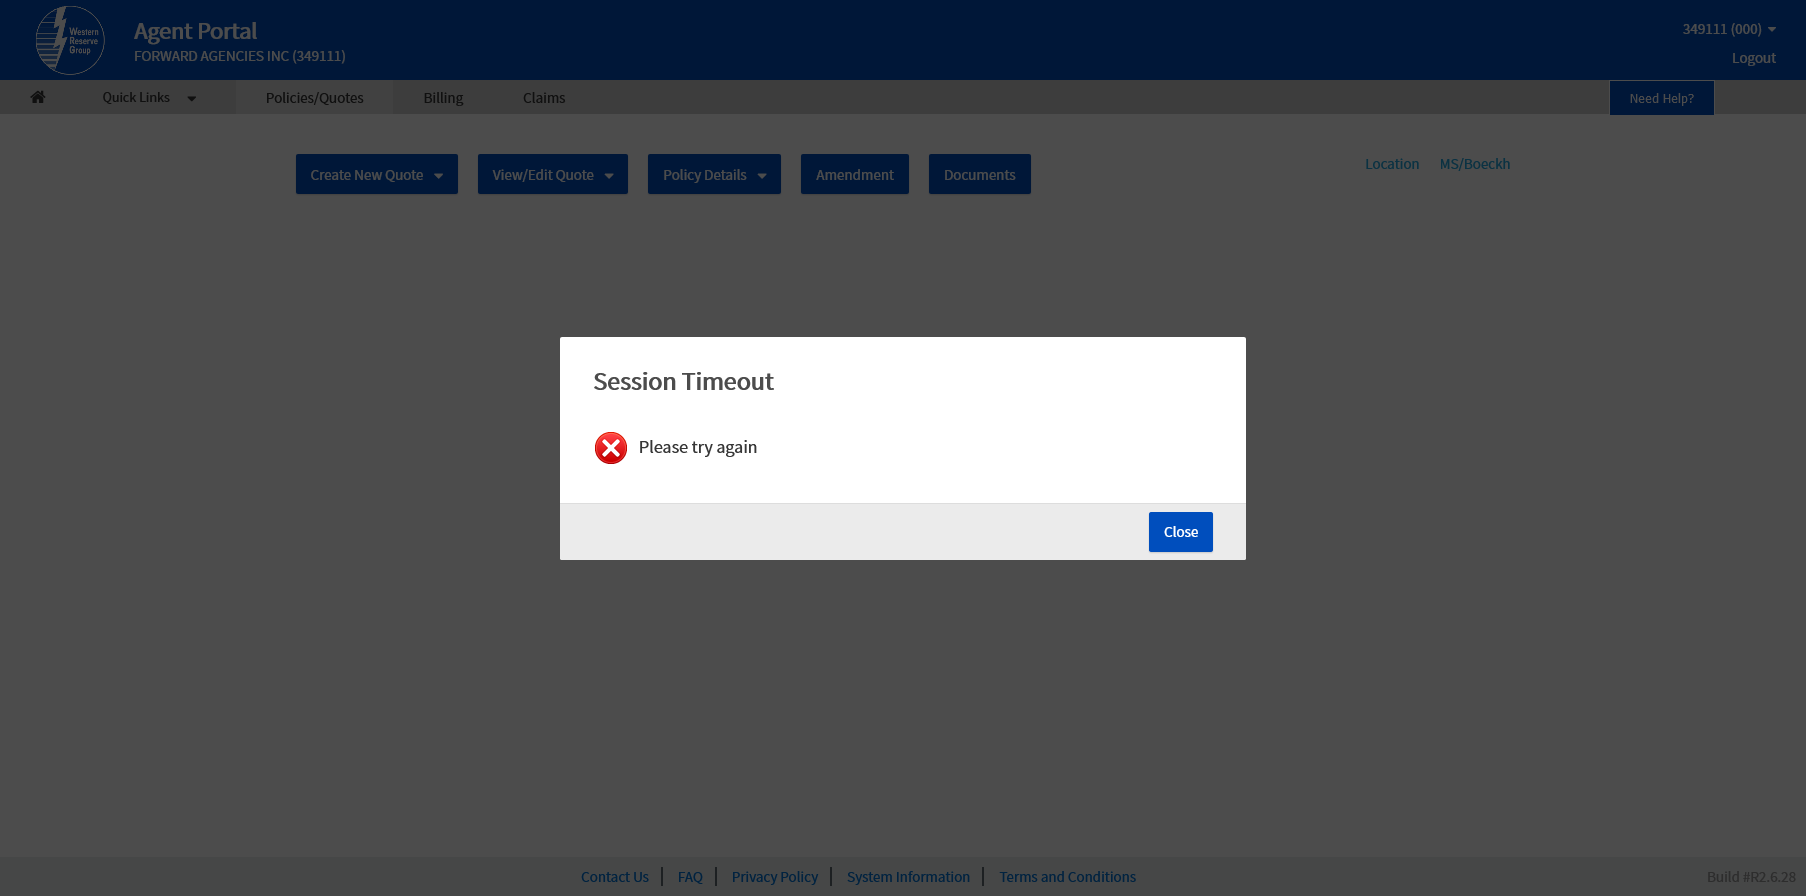 Western
Reserve
Group
Agent Portal
FORWARD AGENCIES INC (349111)
349111 (000)
Logout
Quick Links
Policies/Quotes
Billing
Claims
Need Help?
Create New Quote
View/Edit Quote
Policy Details
Amendment
Documents
Location
MS/Boeckh
Session Timeout
Please try again
Close
Contact Us
FAQ
Privacy Policy
System Information
Terms and Conditions
Build #R2.6.28